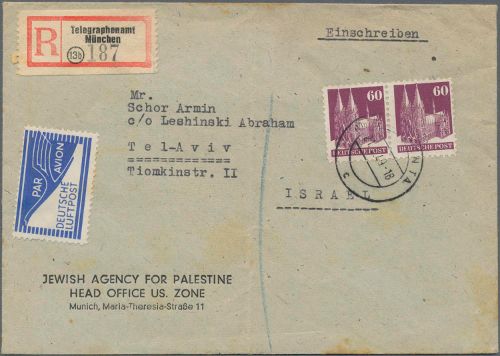 Telegraphenamt
München
R
(13b) 187
Einschreiben
Mr.
Schor Armin
c/o Leshinski Abraham
Tel-Aviv
Tiomkinstr. II
ISRAEL
60
DEUTSCHE POST
60
DEUTSCHE POST
PAR AVION
DEUTSCHE
LUFTPOST
JEWISH AGENCY FOR PALESTINE
HEAD OFFICE US. ZONE
Munich, Maria-Theresia-Straße 11